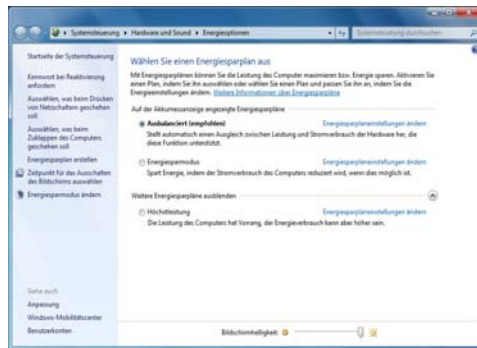 Systemsteuerung ▸ Hardware und Sound ▸ Energieoptionen
Systemsteuerung durchsuchen
Startseite der Systemsteuerung
Kennwort bei Reaktivierung
anfordern
Auswählen, was beim Drücken
von Netzschaltern geschehen
soll
Auswählen, was beim
Zuklappen des Computers
geschehen soll
Energiesparplan erstellen
Zeitpunkt für das Ausschalten
des Bildschirms auswählen
Energiesparmodus ändern
Siehe auch
Anpassung
Windows-Mobilitätscenter
Benutzerkonten
Wählen Sie einen Energiesparplan aus
Mit Energiesparplänen können Sie die Leistung des Computer maximieren bzw. Energie sparen. Aktivieren Sie
einen Plan, indem Sie ihn auswählen oder wählen Sie einen Plan und passen Sie ihn an, indem Sie die
Energieeinstellungen ändern. Weitere Informationen über Energiesparpläne
Auf der Akkumesseanzeige angezeigte Energiesparpläne
Ausbalanciert (empfohlen) Energiesparplaneinstellungen ändern
Stellt automatisch einen Ausgleich zwischen Leistung und Stromverbrauch der Hardware her, die
diese Funktion unterstützt.
Energiesparmodus Energiesparplaneinstellungen ändern
Spart Energie, indem der Stromverbrauch des Computers reduziert wird, wenn dies möglich ist.
Weitere Energiesparpläne ausblenden
Höchstleistung Energiesparplaneinstellungen ändern
Die Leistung des Computers hat Vorrang, der Energieverbrauch kann aber höher sein.
Bildschirmhelligkeit: